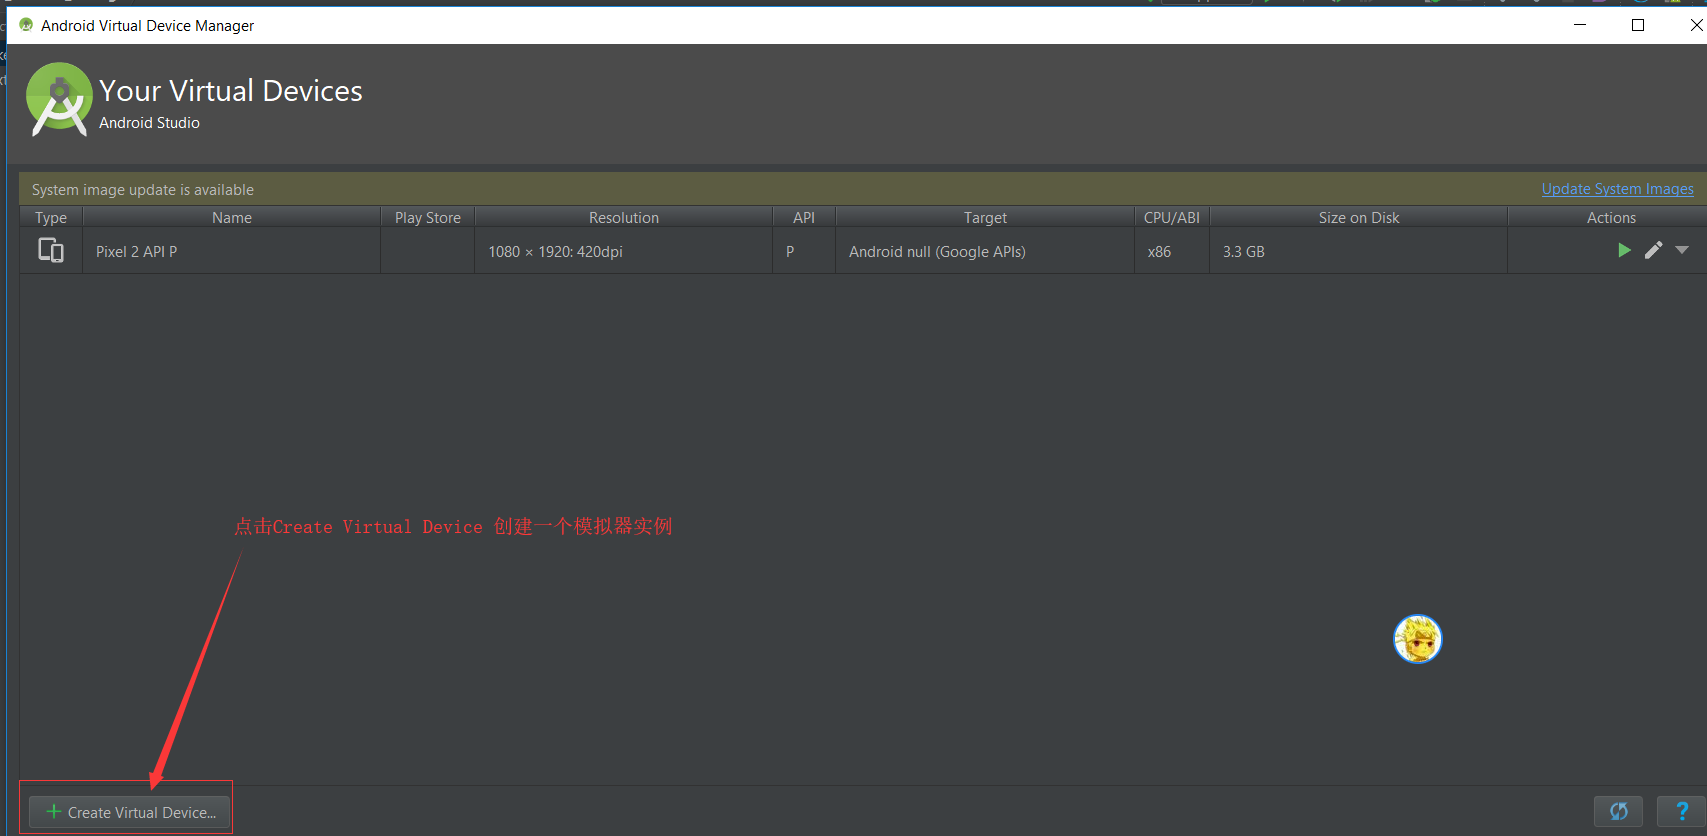 Android Virtual Device Manager
Your Virtual Devices
Android Studio
System image update is available
Update System Images
Type Name Play Store Resolution API Target CPU/ABI Size on Disk Actions
Pixel 2 API P 1080 × 1920: 420dpi P Android null (Google APIs) x86 3.3 GB
点击Create Virtual Device 创建一个模拟器实例
+ Create Virtual Device...
?